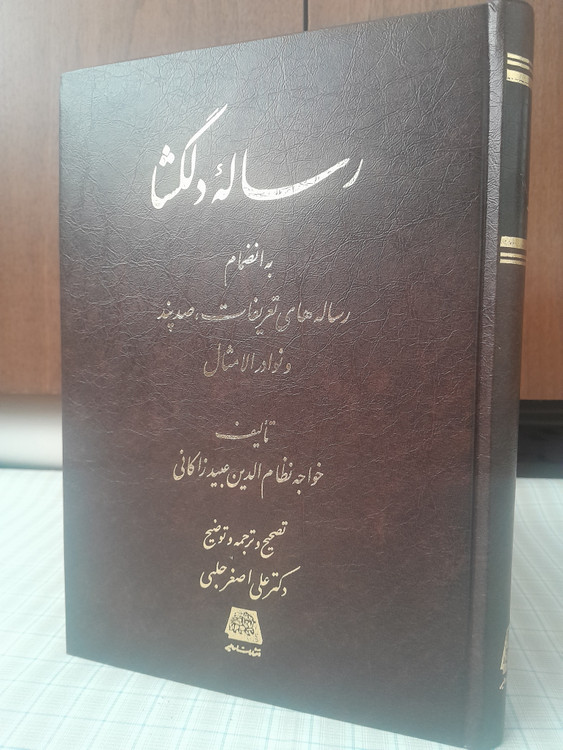 رسالهٔ دلگشا
به انضمام
رساله های تعریفات، صد پند
و نوادر الامثال
تألیف
خواجه نظام الدین عبید زاکانی
تصحیح و ترجمه و توضیح
دکتر علی اصغر حلبی